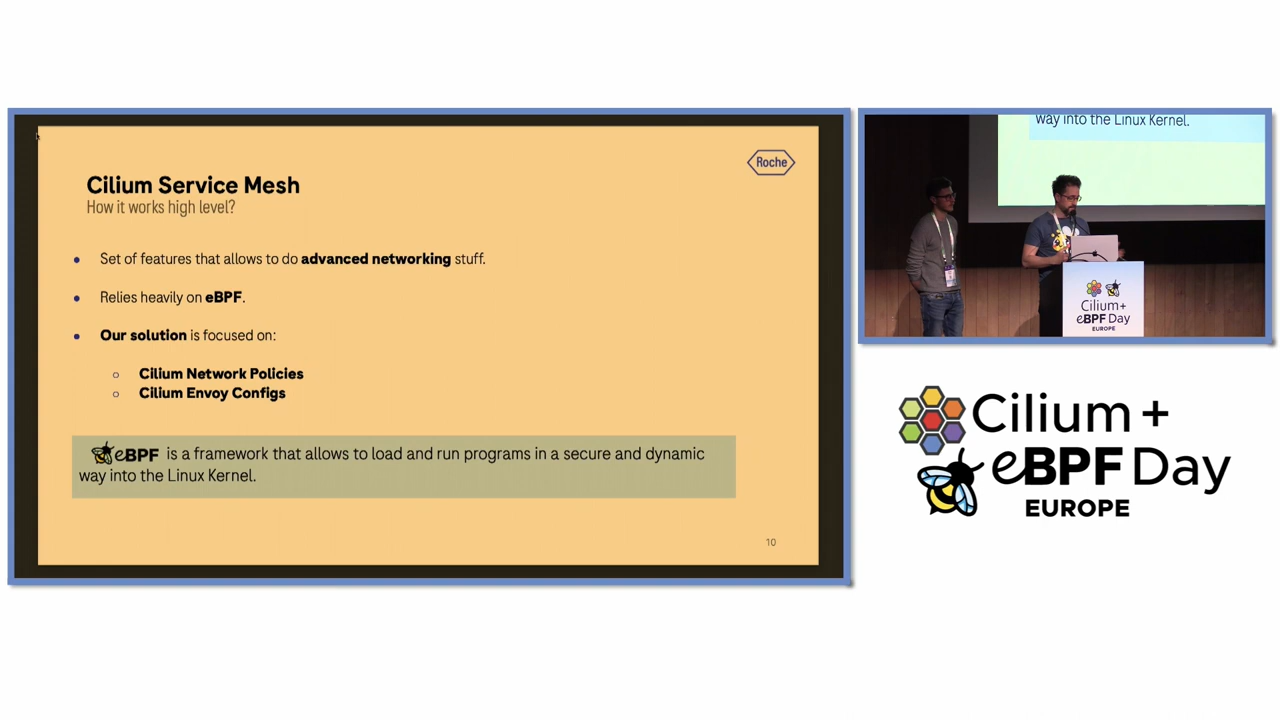 Roche
Cilium Service Mesh
How it works high level?
Set of features that allows to do advanced networking stuff.
Relies heavily on eBPF.
Our solution is focused on:
Cilium Network Policies
Cilium Envoy Configs
eBPF is a framework that allows to load and run programs in a secure and dynamic
way into the Linux Kernel.
10
way into the Linux Kernel.
Cilium+
eBPF Day
EUROPE
Cilium +
eBPF Day
EUROPE